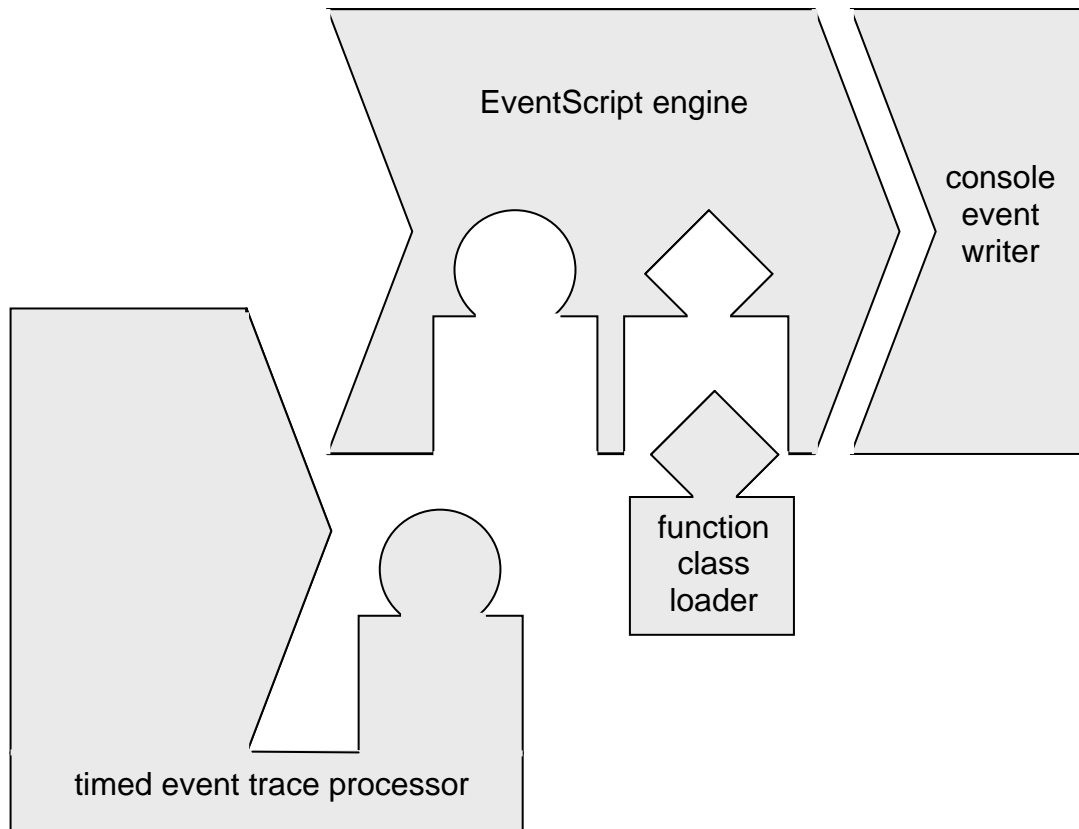 EventScript engine
console
event
writer
function
class
loader
timed event trace processor